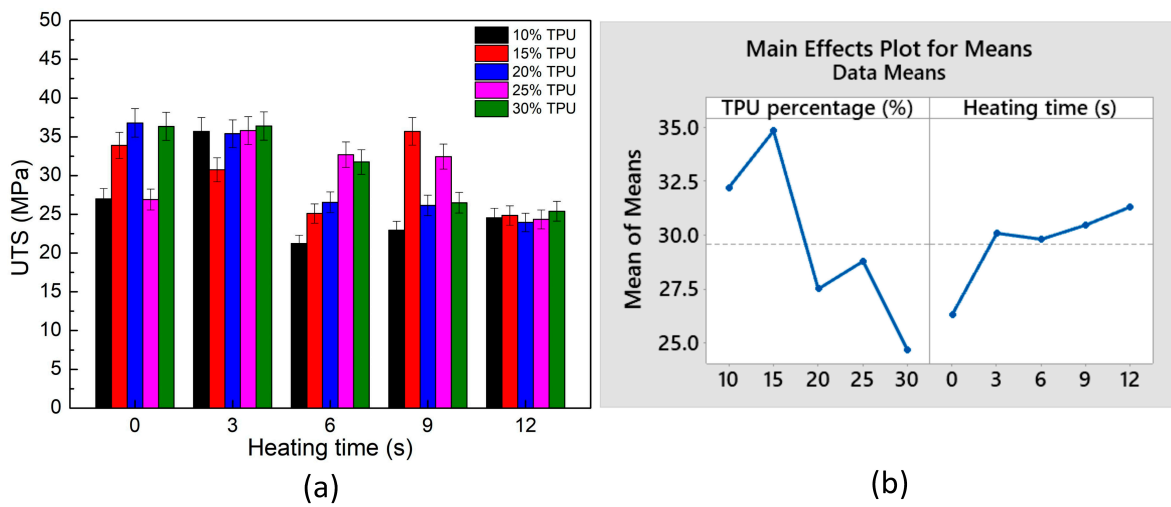 50
45
40
35
30
25
20
15
10
5
0
UTS (MPa)
10% TPU
15% TPU
20% TPU
25% TPU
30% TPU
0 3 6 9 12
Heating time (s)
(a)
Main Effects Plot for Means
Data Means
TPU percentage (%) Heating time (s)
35.0
32.5
30.0
27.5
25.0
Mean of Means
10 15 20 25 30 0 3 6 9 12
(b)